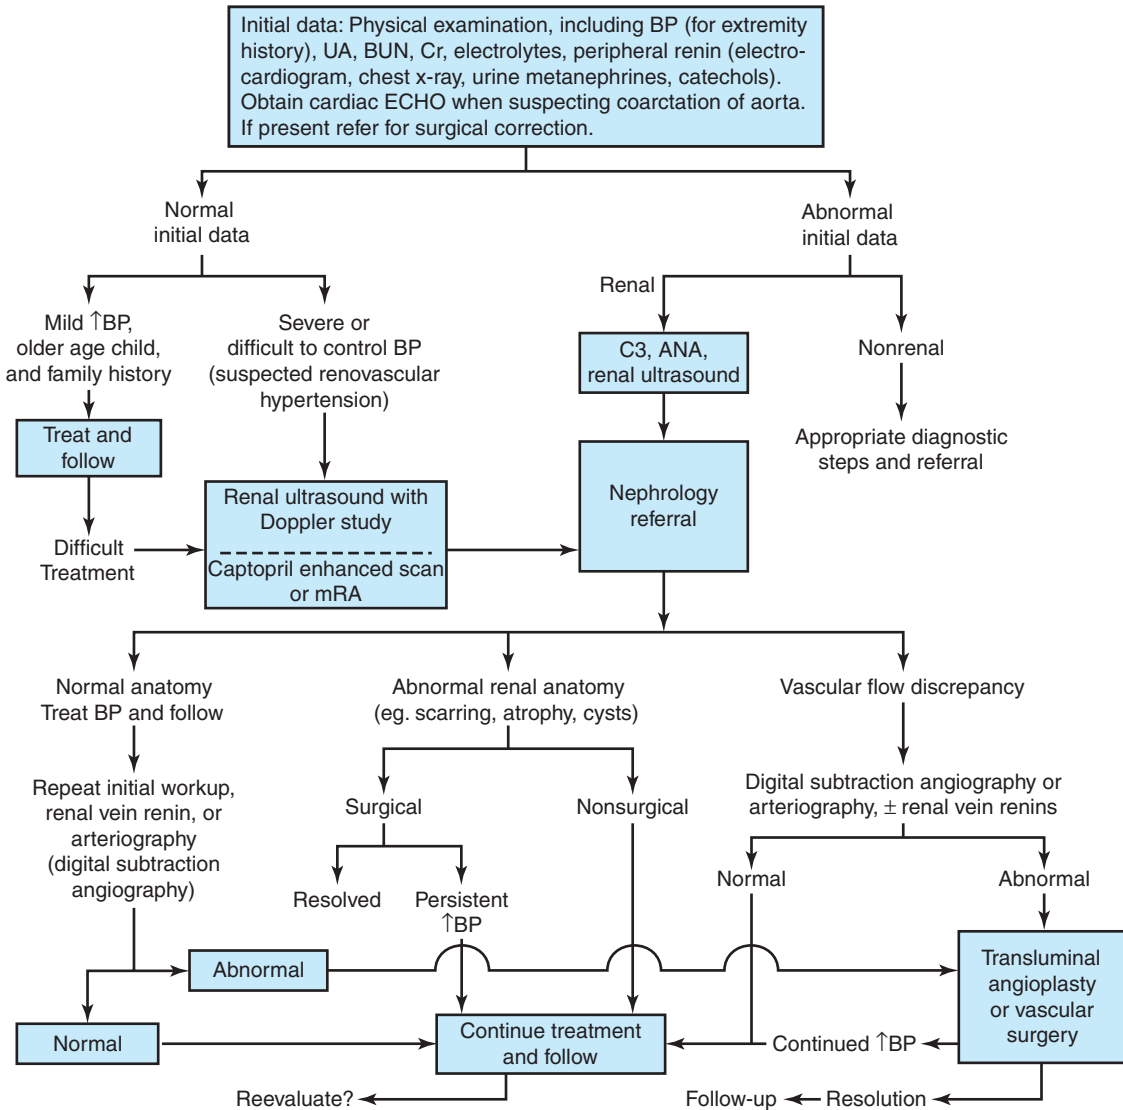 Initial data: Physical examination, including BP (for extremity
history), UA, BUN, Cr, electrolytes, peripheral renin (electro-
cardiogram, chest x-ray, urine metanephrines, catechols).
Obtain cardiac ECHO when suspecting coarctation of aorta.
If present refer for surgical correction.
Normal
initial data
Abnormal
initial data
Mild ↑BP,
older age child,
and family history
Severe or
difficult to control BP
(suspected renovascular
hypertension)
Renal
C3, ANA,
renal ultrasound
Nonrenal
Treat and
follow
Appropriate diagnostic
steps and referral
Difficult
Treatment
Renal ultrasound with
Doppler study
Captopril enhanced scan
or mRA
Nephrology
referral
Normal anatomy
Treat BP and follow
Abnormal renal anatomy
(eg. scarring, atrophy, cysts)
Vascular flow discrepancy
Repeat initial workup,
renal vein renin, or
arteriography
(digital subtraction
angiography)
Surgical
Nonsurgical
Digital subtraction angiography or
arteriography, ± renal vein renins
Resolved
Persistent
↑BP
Normal
Abnormal
Abnormal
Transluminal
angioplasty
or vascular
surgery
Normal
Continue treatment
and follow
Continued ↑BP
Reevaluate?
Follow-up
Resolution